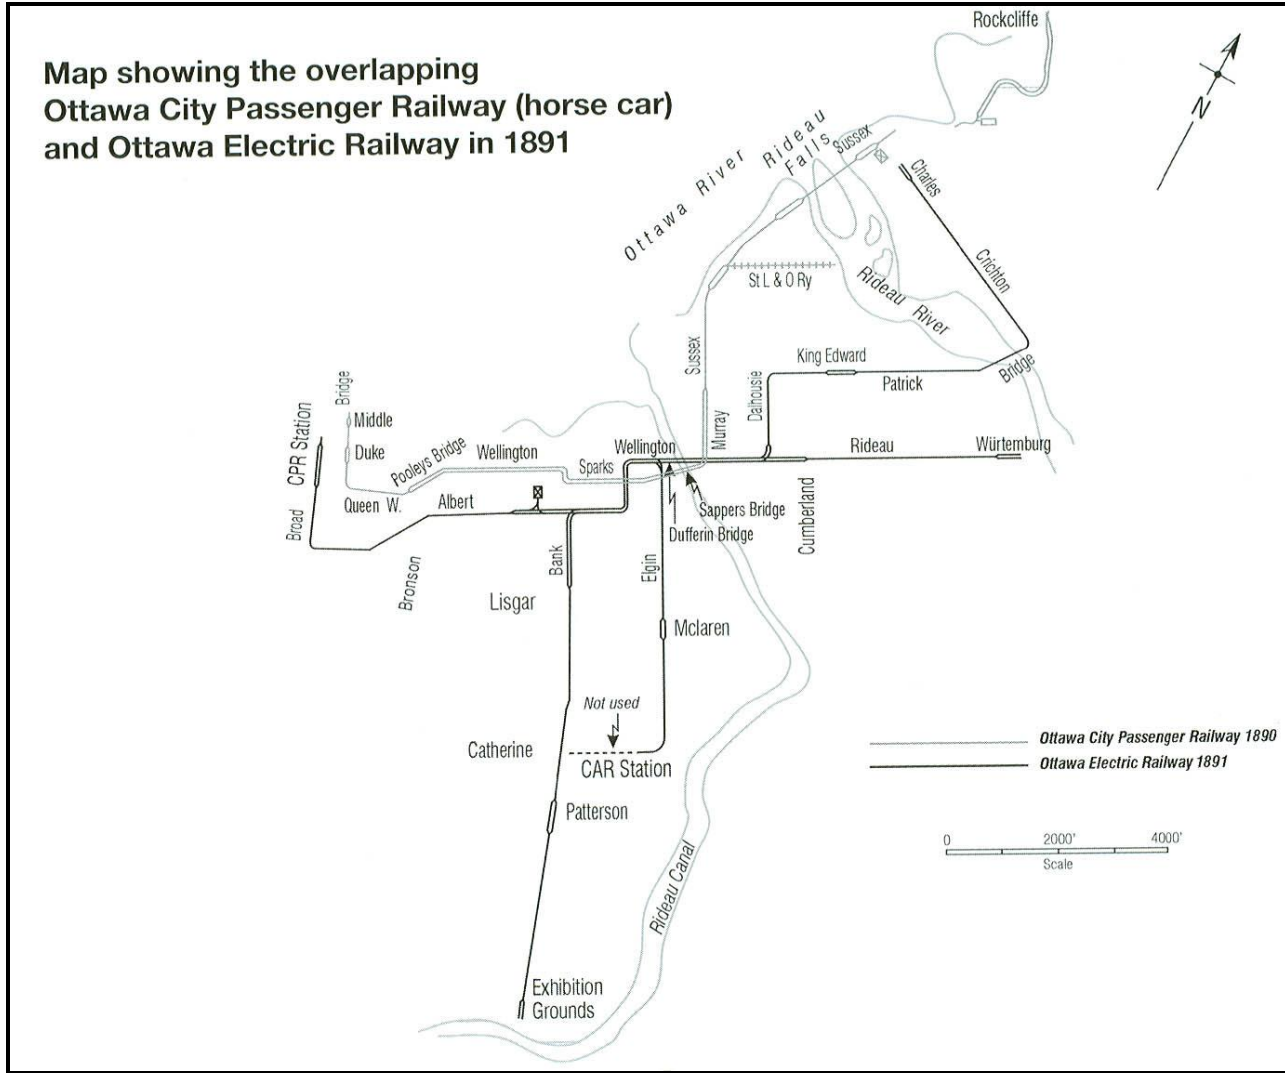 Map showing the overlapping
Ottawa City Passenger Railway (horse car)
and Ottawa Electric Railway in 1891
Rockcliffe
N
Ottawa River
Rideau
Falls
Sussex
Charles
Crichton
St L & O Ry
Rideau River
Bridge
Sussex
King Edward
Patrick
Dalhousie
Murray
Bridge
Middle
Duke
CPR Station
Pooleys Bridge
Wellington
Sparks
Wellington
Rideau
Würtemburg
Queen W.
Albert
Broad
Bronson
Bank
Elgin
Sappers Bridge
Dufferin Bridge
Cumberland
Lisgar
Mclaren
Not used
Catherine
CAR Station
Patterson
Rideau Canal
Exhibition
Grounds
Ottawa City Passenger Railway 1890
Ottawa Electric Railway 1891
0 2000' 4000'
Scale